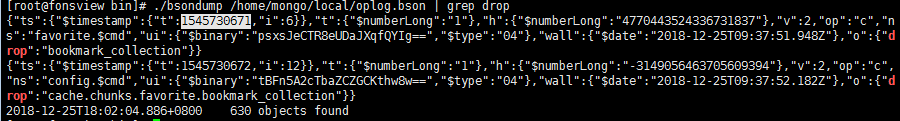 [root@fonsview bin]# ./bsondump /home/mongo/local/oplog.bson | grep drop
{"ts":{"$timestamp":{"t":1545730671,"i":6}},"t":{"$numberLong":"1"},"h":{"$numberLong":"4770443524336731837"},"v":2,"op":"c","n
s":"favorite.$cmd","ui":{"$binary":"psxsJeCTR8eUDaJXqfQYIg==","$type":"04"},"wall":{"$date":"2018-12-25T09:37:51.948Z"},"o":{"d
rop":"bookmark_collection"}}
{"ts":{"$timestamp":{"t":1545730672,"i":12}},"t":{"$numberLong":"1"},"h":{"$numberLong":"-3149056463705609394"},"v":2,"op":"c",
"ns":"config.$cmd","ui":{"$binary":"tBFn5A2cTbaZCZGCKthw8w==","$type":"04"},"wall":{"$date":"2018-12-25T09:37:52.182Z"},"o":{"d
rop":"cache.chunks.favorite.bookmark_collection"}}
2018-12-25T18:02:04.886+0800    630 objects found